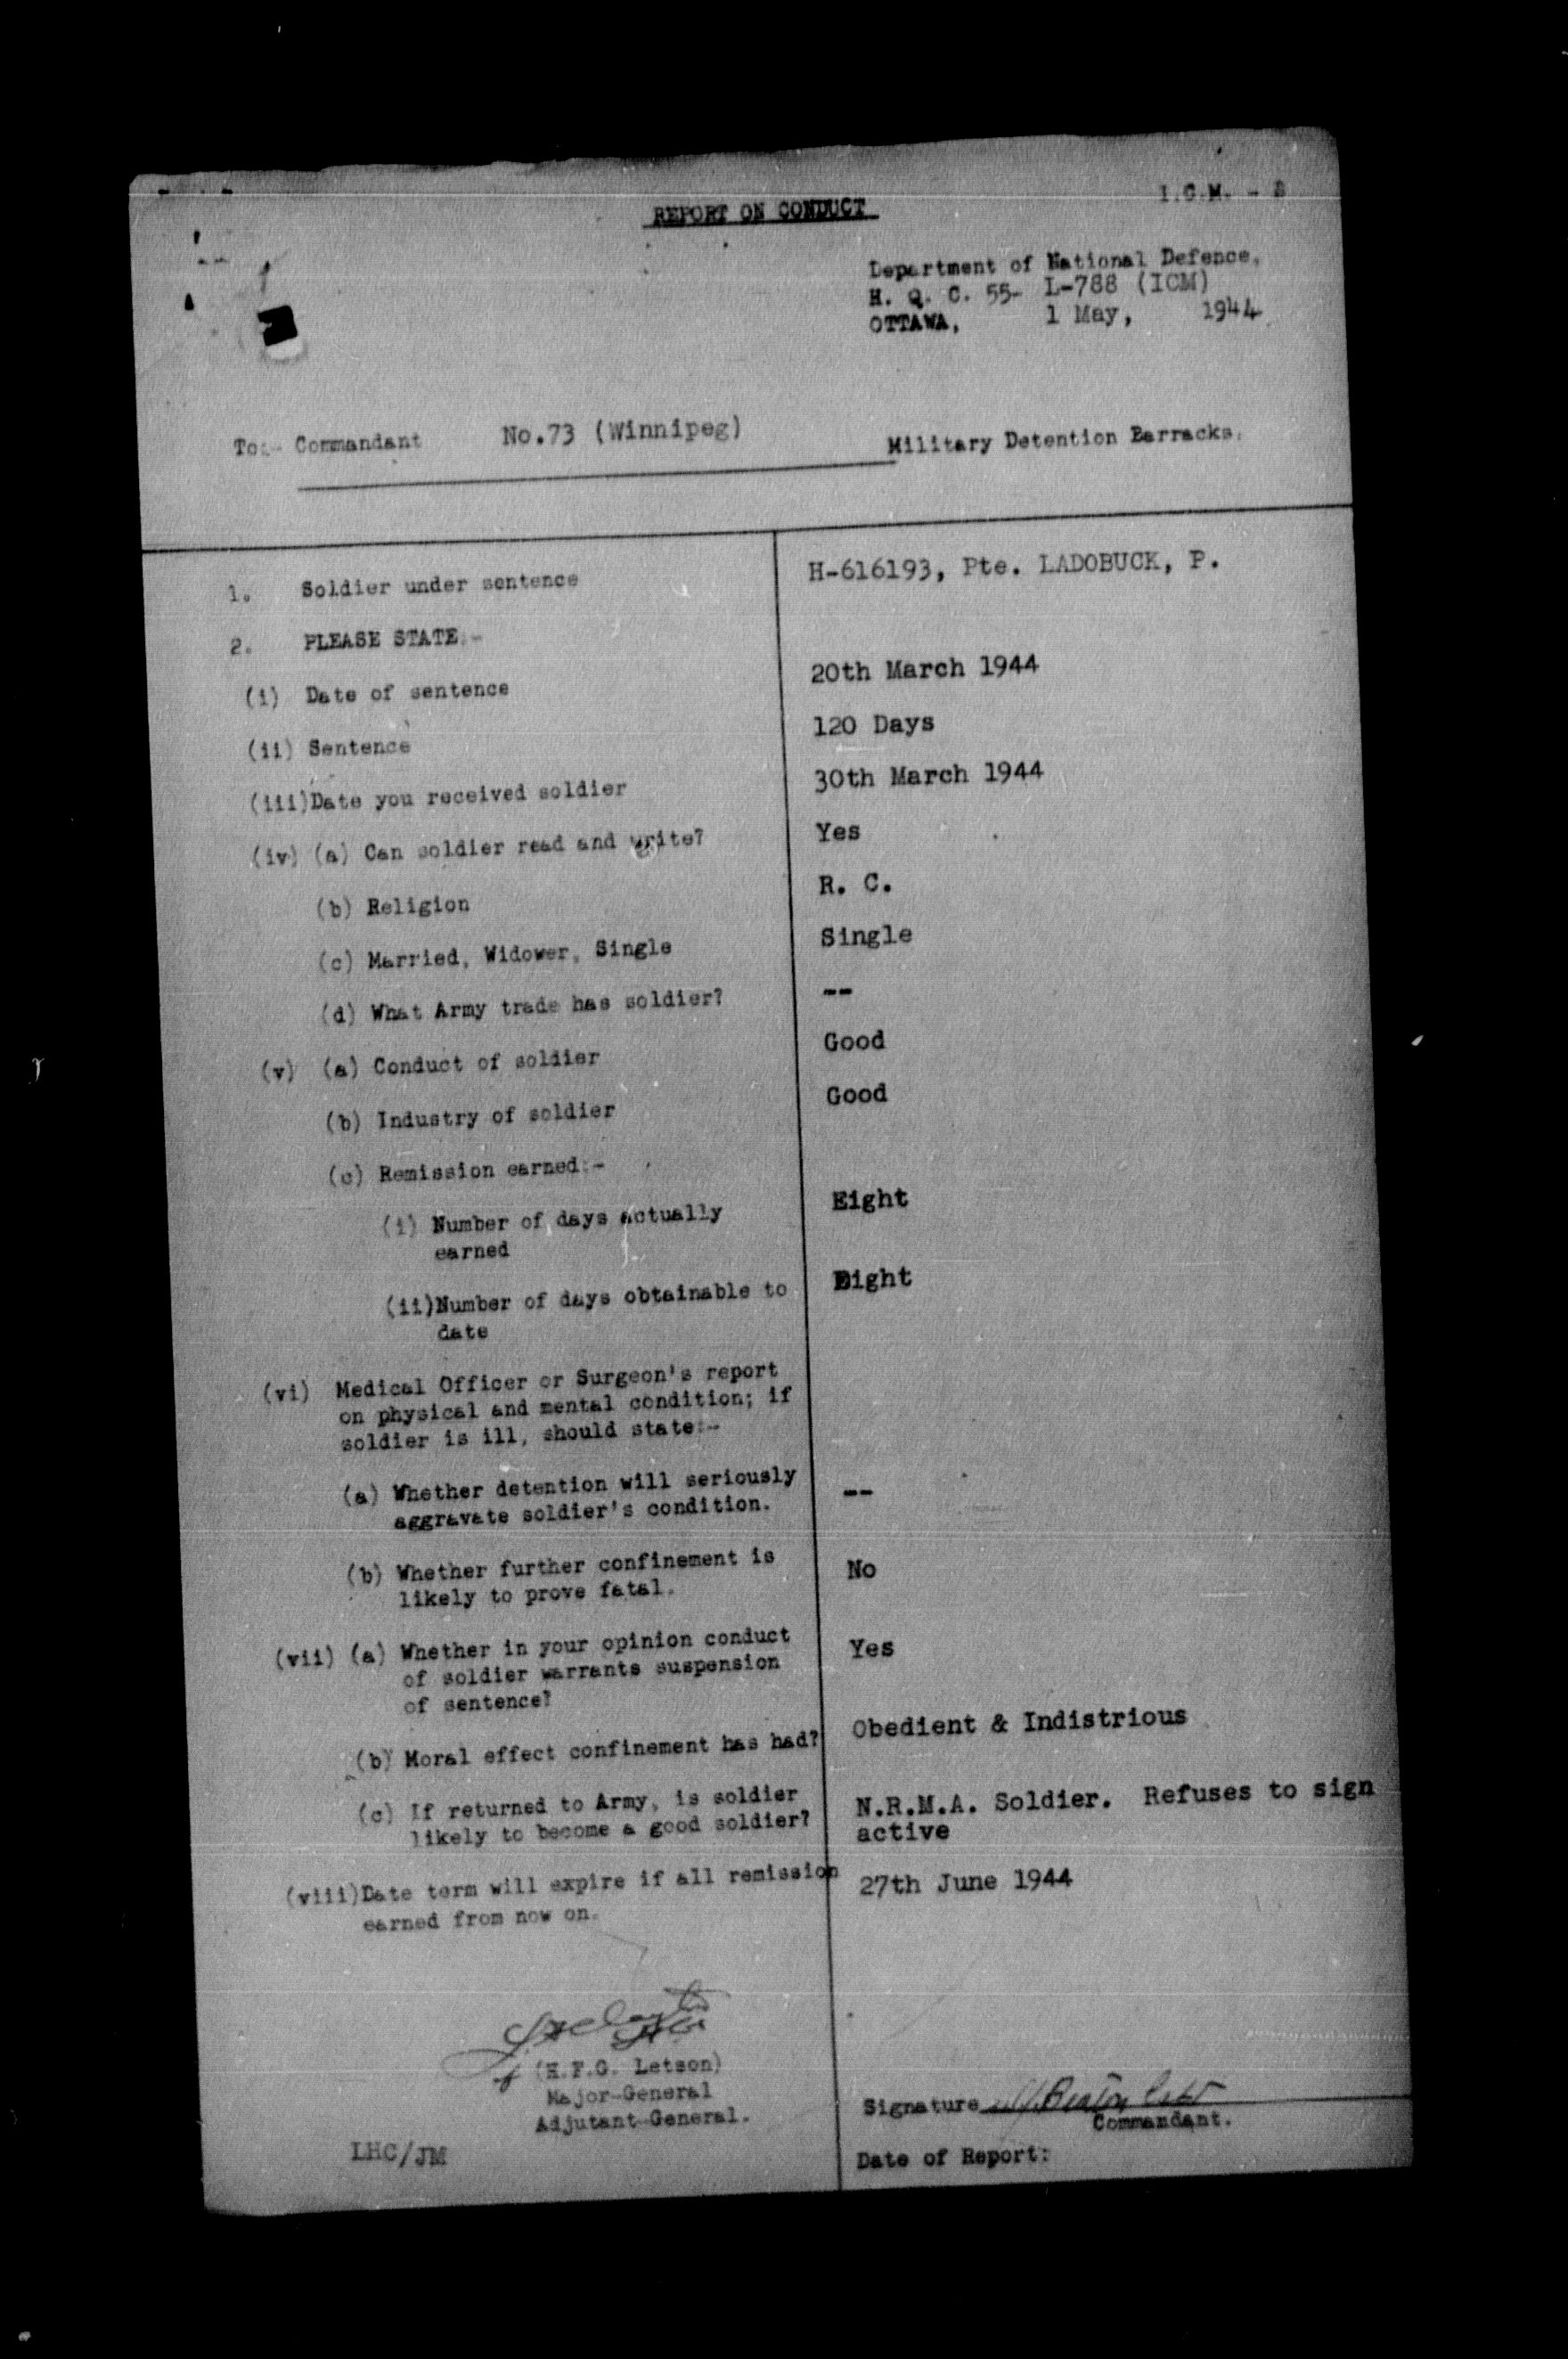 I.C.M. - 8
REPORT ON CONDUCT
Department of National Defence,
H. Q. C. 55- L-788 (ICM)
OTTAWA, 1 May, 1944
To:- Commandant No.73 (Winnipeg) Military Detention Barracks.
1. Soldier under sentence H-616193, Pte. LADOBUCK, P.
2. PLEASE STATE:-
(i) Date of sentence 20th March 1944
(ii) Sentence 120 Days
(iii)Date you received soldier 30th March 1944
(iv) (a) Can soldier read and write? Yes
(b) Religion R. C.
(c) Married, Widower, Single Single
(d) What Army trade has soldier? --
(v) (a) Conduct of soldier Good
(b) Industry of soldier Good
(c) Remission earned:-
(i) Number of days actually Eight
earned
(ii)Number of days obtainable to Eight
date
(vi) Medical Officer or Surgeon's report
on physical and mental condition; if
soldier is ill, should state:-
(a) Whether detention will seriously --
aggravate soldier's condition.
(b) Whether further confinement is No
likely to prove fatal.
(vii) (a) Whether in your opinion conduct Yes
of soldier warrants suspension
of sentence?
(b) Moral effect confinement has had? Obedient & Indistrious
(c) If returned to Army, is soldier N.R.M.A. Soldier. Refuses to sign
likely to become a good soldier? active
(viii)Date term will expire if all remission 27th June 1944
earned from now on.
(H.F.G. Letson)
Major-General
Adjutant-General.
Signature
Commandant.
LHC/JM
Date of Report: